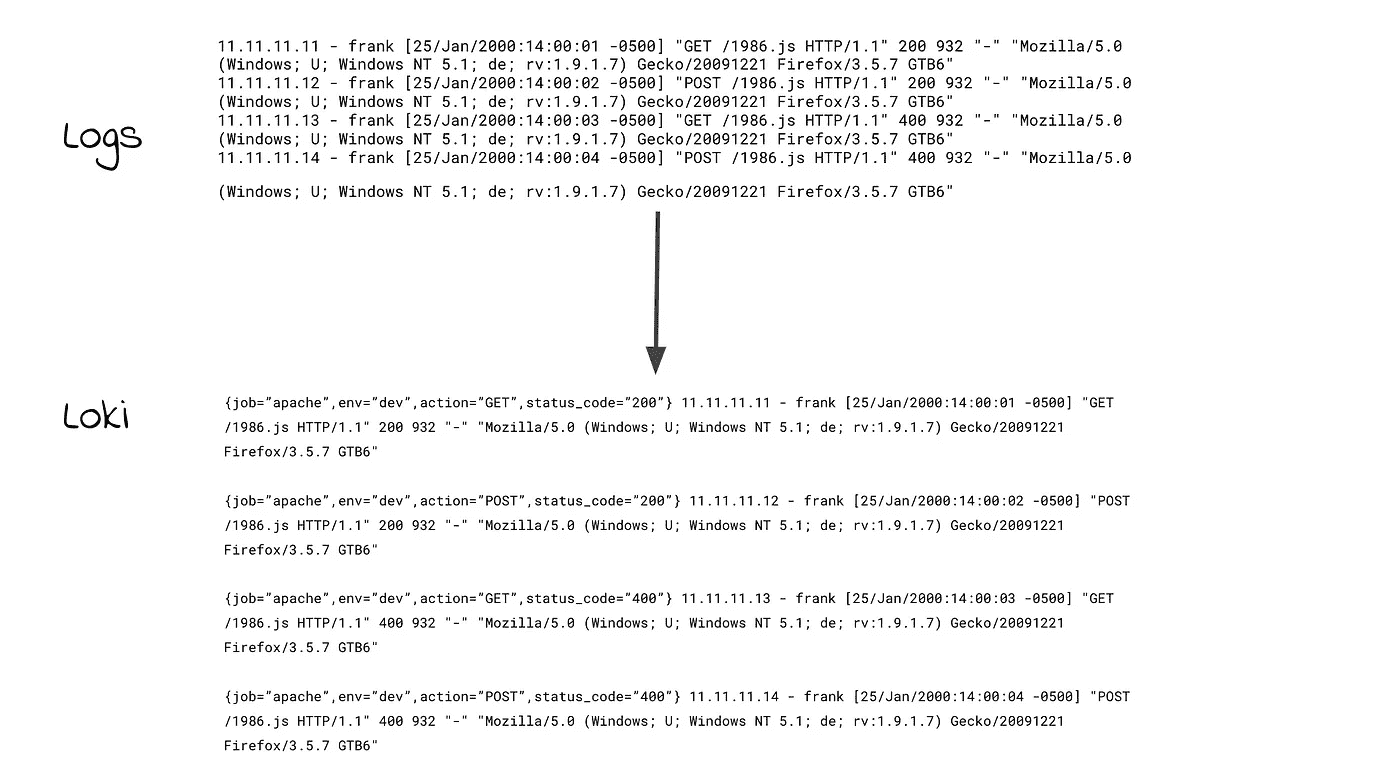 11.11.11.11 - frank [25/Jan/2000:14:00:01 -0500] "GET /1986.js HTTP/1.1" 200 932 "-" "Mozilla/5.0
(Windows; U; Windows NT 5.1; de; rv:1.9.1.7) Gecko/20091221 Firefox/3.5.7 GTB6"
11.11.11.12 - frank [25/Jan/2000:14:00:02 -0500] "POST /1986.js HTTP/1.1" 200 932 "-" "Mozilla/5.0
(Windows; U; Windows NT 5.1; de; rv:1.9.1.7) Gecko/20091221 Firefox/3.5.7 GTB6"
11.11.11.13 - frank [25/Jan/2000:14:00:03 -0500] "GET /1986.js HTTP/1.1" 400 932 "-" "Mozilla/5.0
(Windows; U; Windows NT 5.1; de; rv:1.9.1.7) Gecko/20091221 Firefox/3.5.7 GTB6"
11.11.11.14 - frank [25/Jan/2000:14:00:04 -0500] "POST /1986.js HTTP/1.1" 400 932 "-" "Mozilla/5.0
(Windows; U; Windows NT 5.1; de; rv:1.9.1.7) Gecko/20091221 Firefox/3.5.7 GTB6"
Logs
Loki
{job=”apache”,env=”dev”,action=”GET”,status_code=”200”} 11.11.11.11 - frank [25/Jan/2000:14:00:01 -0500] "GET
/1986.js HTTP/1.1" 200 932 "-" "Mozilla/5.0 (Windows; U; Windows NT 5.1; de; rv:1.9.1.7) Gecko/20091221
Firefox/3.5.7 GTB6"
{job=”apache”,env=”dev”,action=”POST”,status_code=”200”} 11.11.11.12 - frank [25/Jan/2000:14:00:02 -0500] "POST
/1986.js HTTP/1.1" 200 932 "-" "Mozilla/5.0 (Windows; U; Windows NT 5.1; de; rv:1.9.1.7) Gecko/20091221
Firefox/3.5.7 GTB6"
{job=”apache”,env=”dev”,action=”GET”,status_code=”400”} 11.11.11.13 - frank [25/Jan/2000:14:00:03 -0500] "GET
/1986.js HTTP/1.1" 400 932 "-" "Mozilla/5.0 (Windows; U; Windows NT 5.1; de; rv:1.9.1.7) Gecko/20091221
Firefox/3.5.7 GTB6"
{job=”apache”,env=”dev”,action=”POST”,status_code=”400”} 11.11.11.14 - frank [25/Jan/2000:14:00:04 -0500] "POST
/1986.js HTTP/1.1" 400 932 "-" "Mozilla/5.0 (Windows; U; Windows NT 5.1; de; rv:1.9.1.7) Gecko/20091221
Firefox/3.5.7 GTB6"